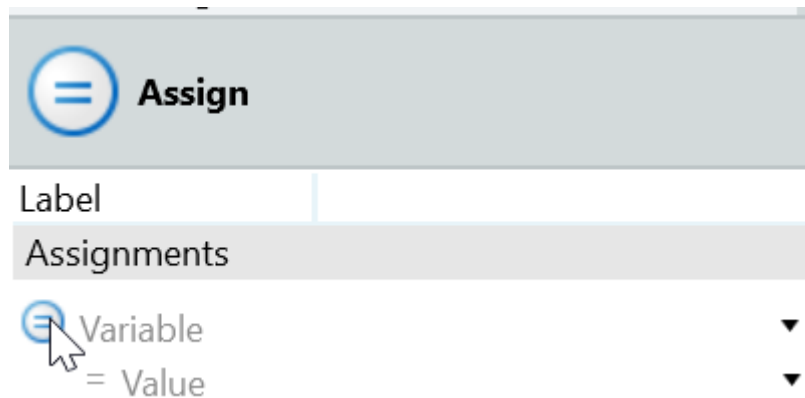 Assign
Label
Assignments
Variable
= Value